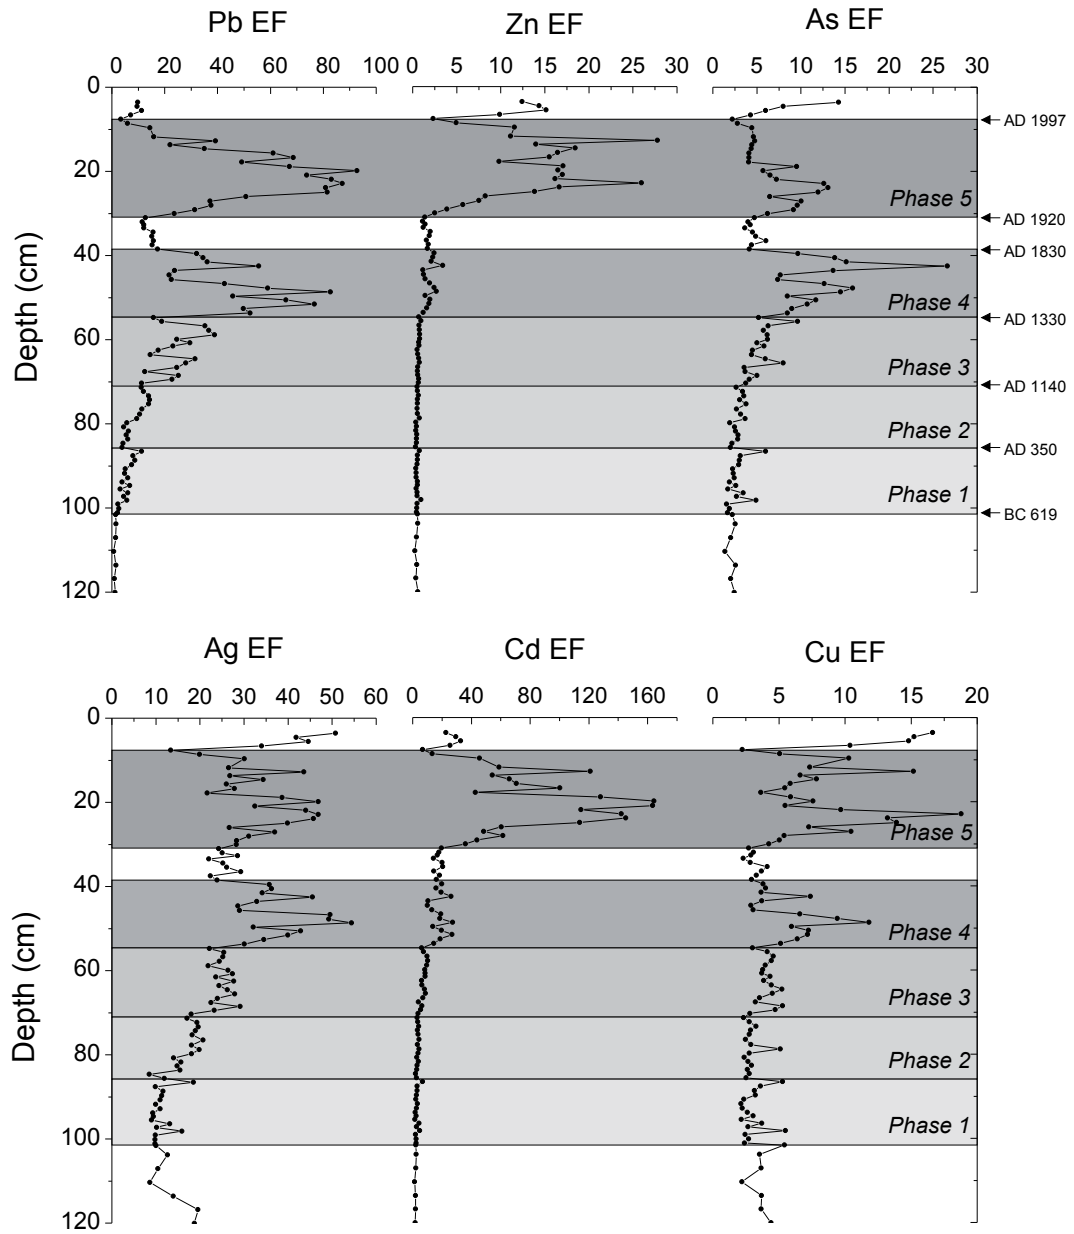 Pb EF Zn EF As EF
0 20 40 60 80 100 0 5 10 15 20 25 30 0 5 10 15 20 25 30
0
AD 1997
20
Phase 5
AD 1920
AD 1830
40
Phase 4
AD 1330
60
Phase 3
AD 1140
80
Phase 2
AD 350
Phase 1
100
BC 619
120
Depth (cm)
Ag EF Cd EF Cu EF
0 10 20 30 40 50 60 0 40 80 120 160 0 5 10 15 20
0
20
Phase 5
40
Phase 4
60
Phase 3
80
Phase 2
Phase 1
100
120
Depth (cm)